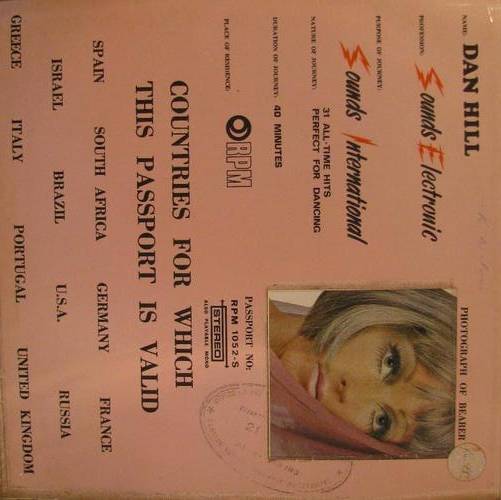 NAME: DAN HILL
PROFESSION: Sounds Electronic
PURPOSE OF JOURNEY: Sounds International
NATURE OF JOURNEY: 31 ALL-TIME HITS
PERFECT FOR DANCING
DURATION OF JOURNEY: 40 MINUTES
PLACE OF RESIDENCE: RPM
PHOTOGRAPH OF BEARER
PASSPORT NO:
RPM 1052-S
STEREO
ALSO PLAYABLE MONO
COUNTRIES FOR WHICH
THIS PASSPORT IS VALID
SPAIN SOUTH AFRICA GERMANY FRANCE
ISRAEL BRAZIL U.S.A. RUSSIA
GREECE ITALY PORTUGAL UNITED KINGDOM